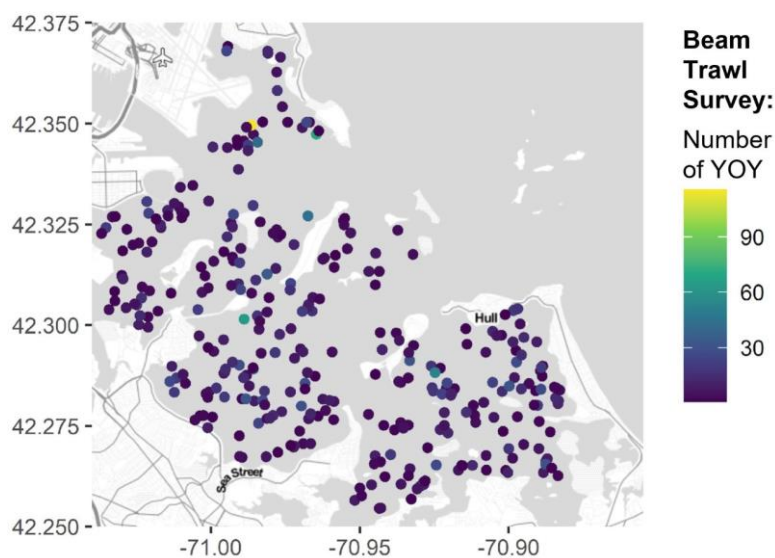 42.375
42.350
42.325
42.300
42.275
42.250
-71.00
-70.95
-70.90
Hull
Sea Street
Beam
Trawl
Survey:
Number
of YOY
90
60
30